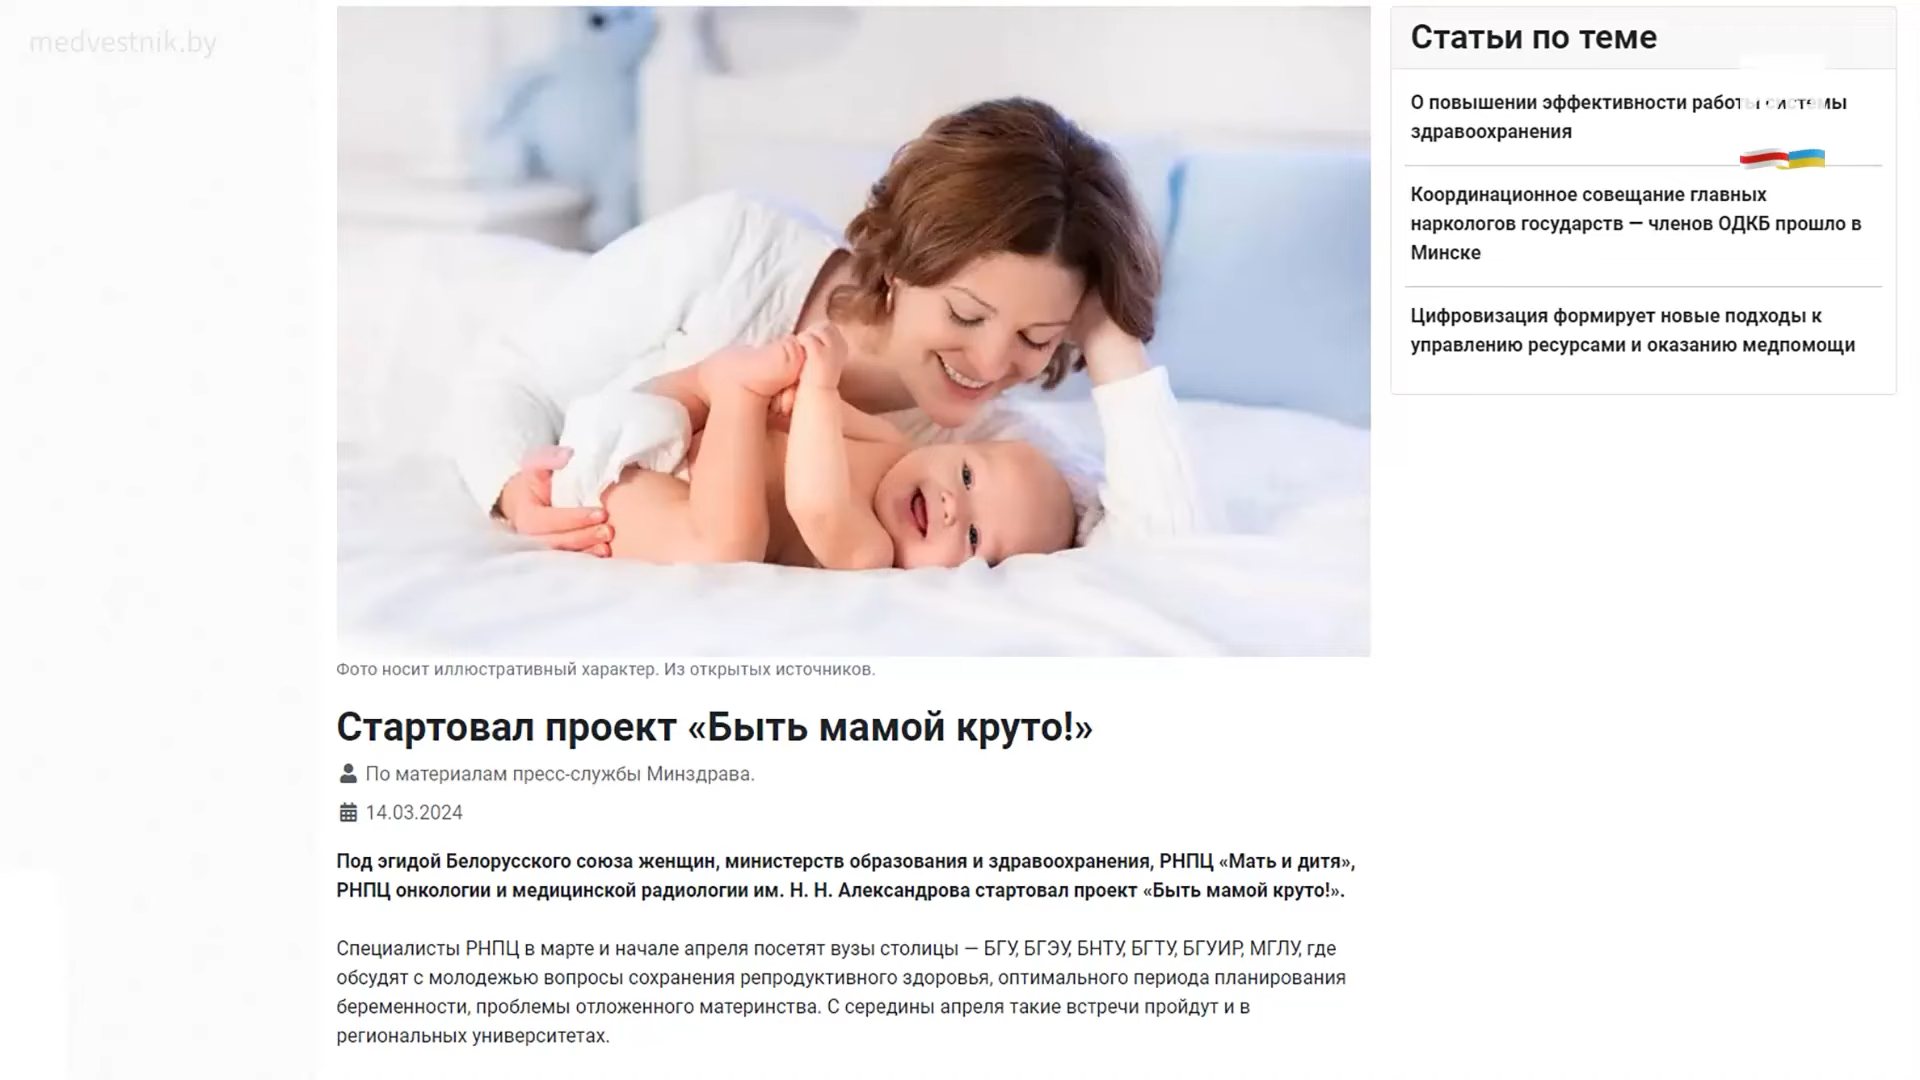 medvestnik.by
Фото носит иллюстративный характер. Из открытых источников.
Стартовал проект «Быть мамой круто!»
По материалам пресс-службы Минздрава.
14.03.2024
Под эгидой Белорусского союза женщин, министерств образования и здравоохранения, РНПЦ «Мать и дитя»,
РНПЦ онкологии и медицинской радиологии им. Н. Н. Александрова стартовал проект «Быть мамой круто!».
Специалисты РНПЦ в марте и начале апреля посетят вузы столицы — БГУ, БГЭУ, БНТУ, БГТУ, БГУИР, МГЛУ, где
обсудят с молодежью вопросы сохранения репродуктивного здоровья, оптимального периода планирования
беременности, проблемы отложенного материнства. С середины апреля такие встречи пройдут и в
региональных университетах.
Статьи по теме
О повышении эффективности работы системы
здравоохранения
Координационное совещание главных
наркологов государств — членов ОДКБ прошло в
Минске
Цифровизация формирует новые подходы к
управлению ресурсами и оказанию медпомощи